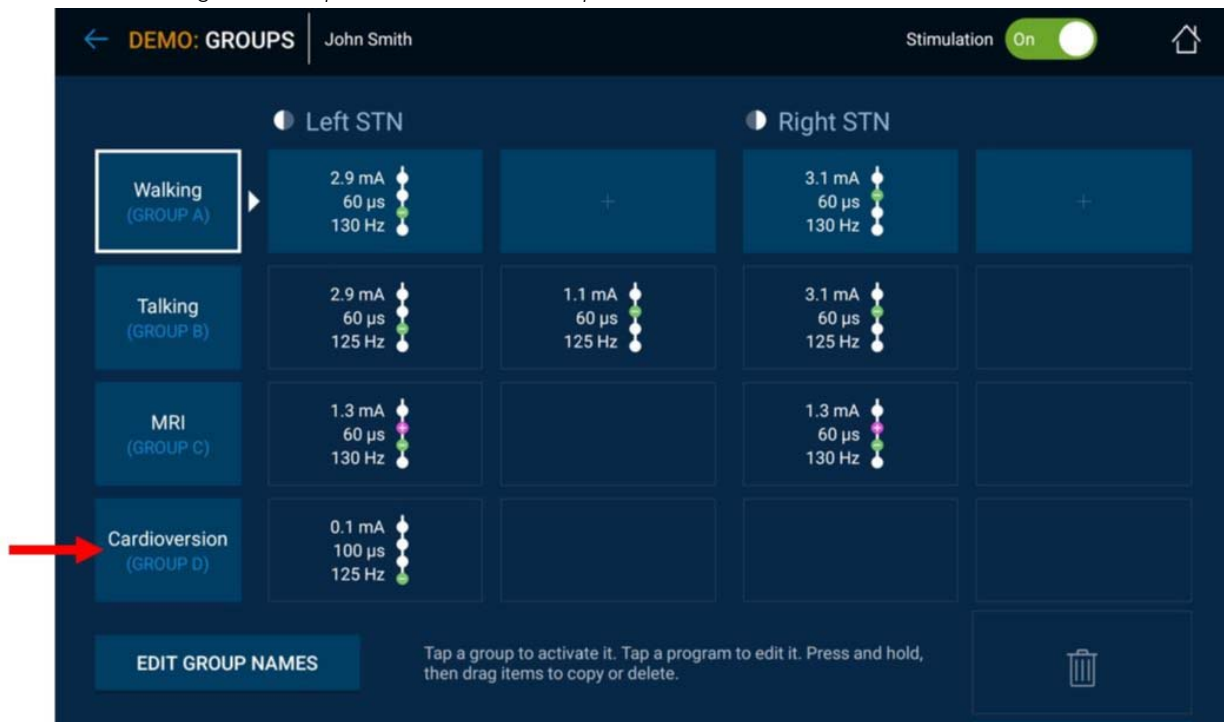 DEMO: GROUPS John Smith Stimulation On
Left STN Right STN
Walking
(GROUP A)
2.9 mA
60 µs
130 Hz
+
3.1 mA
60 µs
130 Hz
+
Talking
(GROUP B)
2.9 mA
60 µs
125 Hz
1.1 mA
60 µs
125 Hz
3.1 mA
60 µs
125 Hz
MRI
(GROUP C)
1.3 mA
60 µs
130 Hz
1.3 mA
60 µs
130 Hz
Cardioversion
(GROUP D)
0.1 mA
100 µs
125 Hz
EDIT GROUP NAMES
Tap a group to activate it. Tap a program to edit it. Press and hold,
then drag items to copy or delete.